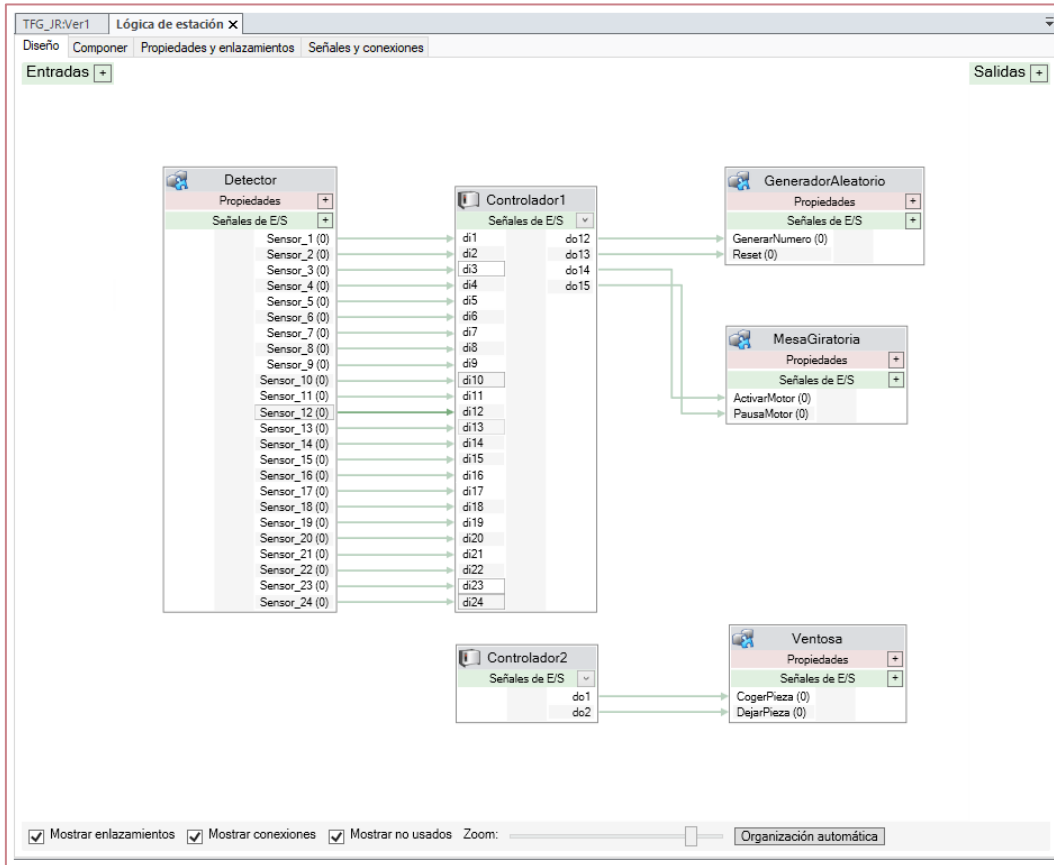 TFG_JR:Ver1 Lógica de estación X
Diseño Componer Propiedades y enlazamientos Señales y conexiones
Entradas + Salidas +
Detector
Propiedades +
Señales de E/S +
Sensor_1 (0)
Sensor_2 (0)
Sensor_3 (0)
Sensor_4 (0)
Sensor_5 (0)
Sensor_6 (0)
Sensor_7 (0)
Sensor_8 (0)
Sensor_9 (0)
Sensor_10 (0)
Sensor_11 (0)
Sensor_12 (0)
Sensor_13 (0)
Sensor_14 (0)
Sensor_15 (0)
Sensor_16 (0)
Sensor_17 (0)
Sensor_18 (0)
Sensor_19 (0)
Sensor_20 (0)
Sensor_21 (0)
Sensor_22 (0)
Sensor_23 (0)
Sensor_24 (0)
Controlador1
Señales de E/S
di1 do12
di2 do13
di3 do14
di4 do15
di5
di6
di7
di8
di9
di10
di11
di12
di13
di14
di15
di16
di17
di18
di19
di20
di21
di22
di23
di24
GeneradorAleatorio
Propiedades +
Señales de E/S +
GenerarNumero (0)
Reset (0)
MesaGiratoria
Propiedades +
Señales de E/S +
ActivarMotor (0)
PausaMotor (0)
Controlador2
Señales de E/S
do1
do2
Ventosa
Propiedades +
Señales de E/S +
CogerPieza (0)
DejarPieza (0)
Mostrar enlazamientos Mostrar conexiones Mostrar no usados Zoom: Organización automática